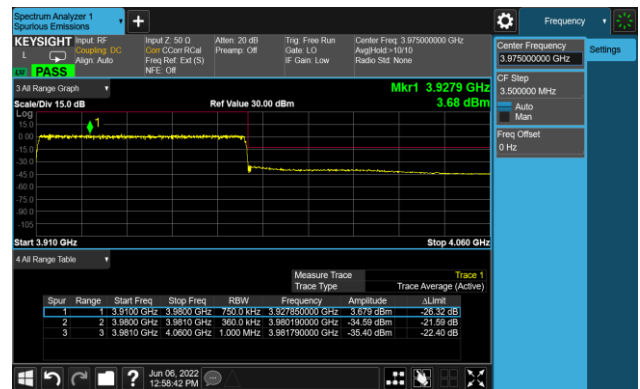 Spectrum Analyzer 1
Spurious Emissions
Frequency
KEYSIGHT
Input: RF
Coupling: DC
Align: Auto
Input Z: 50 Ω
Corr CCorr RCal
Freq Ref: Ext (S)
NFE: Off
Atten: 20 dB
Preamp: Off
Trig: Free Run
Gate: LO
IF Gain: Low
Center Freq: 3.975000000 GHz
Avg|Hold:>10/10
Radio Std: None
L
PASS
Center Frequency
3.975000000 GHz
Settings
CF Step
3.500000 MHz
Auto
Man
Freq Offset
0 Hz
3 All Range Graph
Mkr1 3.9279 GHz
Scale/Div 15.0 dB
Ref Value 30.00 dBm
3.68 dBm
Log
15.0
0.00
-15.0
-30.0
-45.0
-60.0
-75.0
-90.0
-105
1
Start 3.910 GHz
Stop 4.060 GHz
4 All Range Table
Measure Trace Trace 1
Trace Type Trace Average (Active)
Spur Range Start Freq Stop Freq RBW Frequency Amplitude ΔLimit
1 1 3.9100 GHz 3.9800 GHz 750.0 kHz 3.927850000 GHz 3.679 dBm -26.32 dB
2 2 3.9800 GHz 3.9810 GHz 360.0 kHz 3.980190000 GHz -34.59 dBm -21.59 dB
3 3 3.9810 GHz 4.0600 GHz 1.000 MHz 3.981790000 GHz -35.40 dBm -22.40 dB
Jun 06, 2022
12:58:42 PM